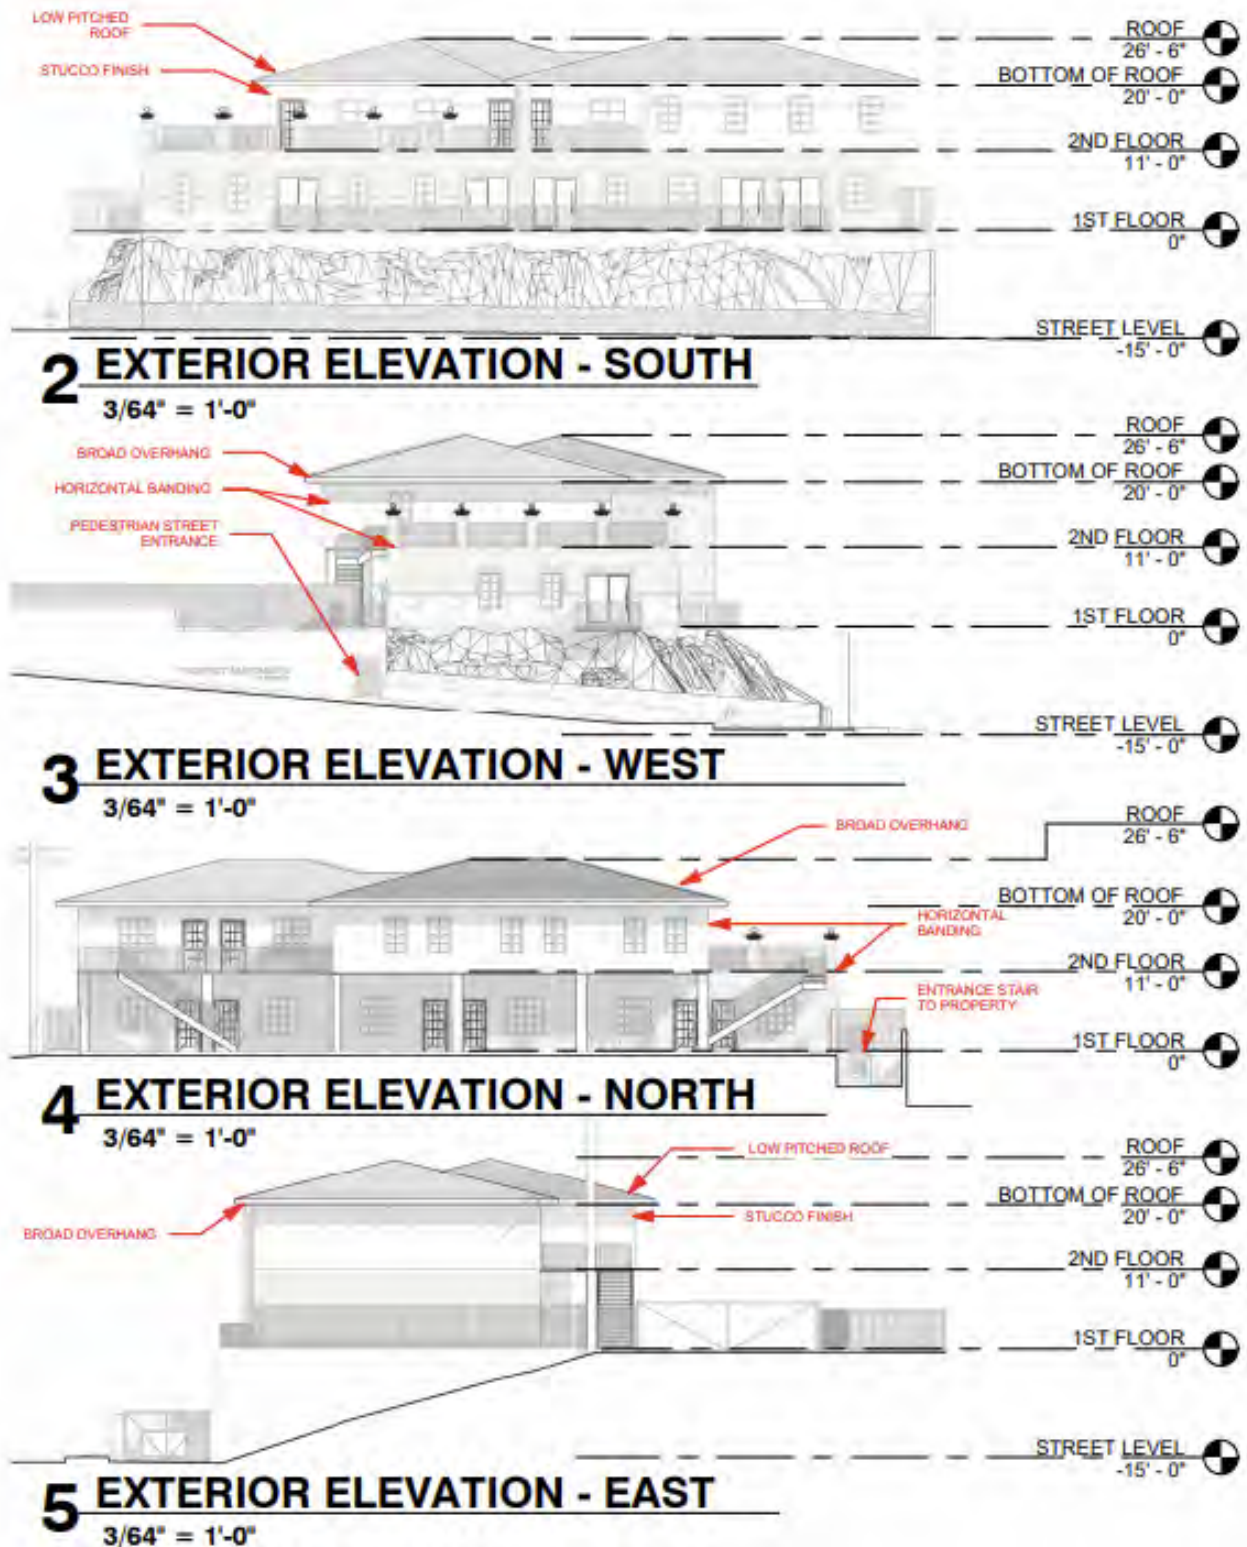 LOW PITCHED
ROOF
STUCCO FINISH
ROOF
26' - 6"
BOTTOM OF ROOF
20' - 0"
2ND FLOOR
11' - 0"
1ST FLOOR
0"
STREET LEVEL
-15' - 0"
2 EXTERIOR ELEVATION - SOUTH
3/64" = 1'-0"
BROAD OVERHANG
HORIZONTAL BANDING
PEDESTRIAN STREET
ENTRANCE
ROOF
26' - 6"
BOTTOM OF ROOF
20' - 0"
2ND FLOOR
11' - 0"
1ST FLOOR
0"
STREET LEVEL
-15' - 0"
3 EXTERIOR ELEVATION - WEST
3/64" = 1'-0"
BROAD OVERHANG
ROOF
26' - 6"
BOTTOM OF ROOF
20' - 0"
HORIZONTAL
BANDING
2ND FLOOR
11' - 0"
ENTRANCE STAIR
TO PROPERTY
1ST FLOOR
0"
4 EXTERIOR ELEVATION - NORTH
3/64" = 1'-0"
LOW PITCHED ROOF
STUCCO FINISH
BROAD OVERHANG
ROOF
26' - 6"
BOTTOM OF ROOF
20' - 0"
2ND FLOOR
11' - 0"
1ST FLOOR
0"
STREET LEVEL
-15' - 0"
5 EXTERIOR ELEVATION - EAST
3/64" = 1'-0"